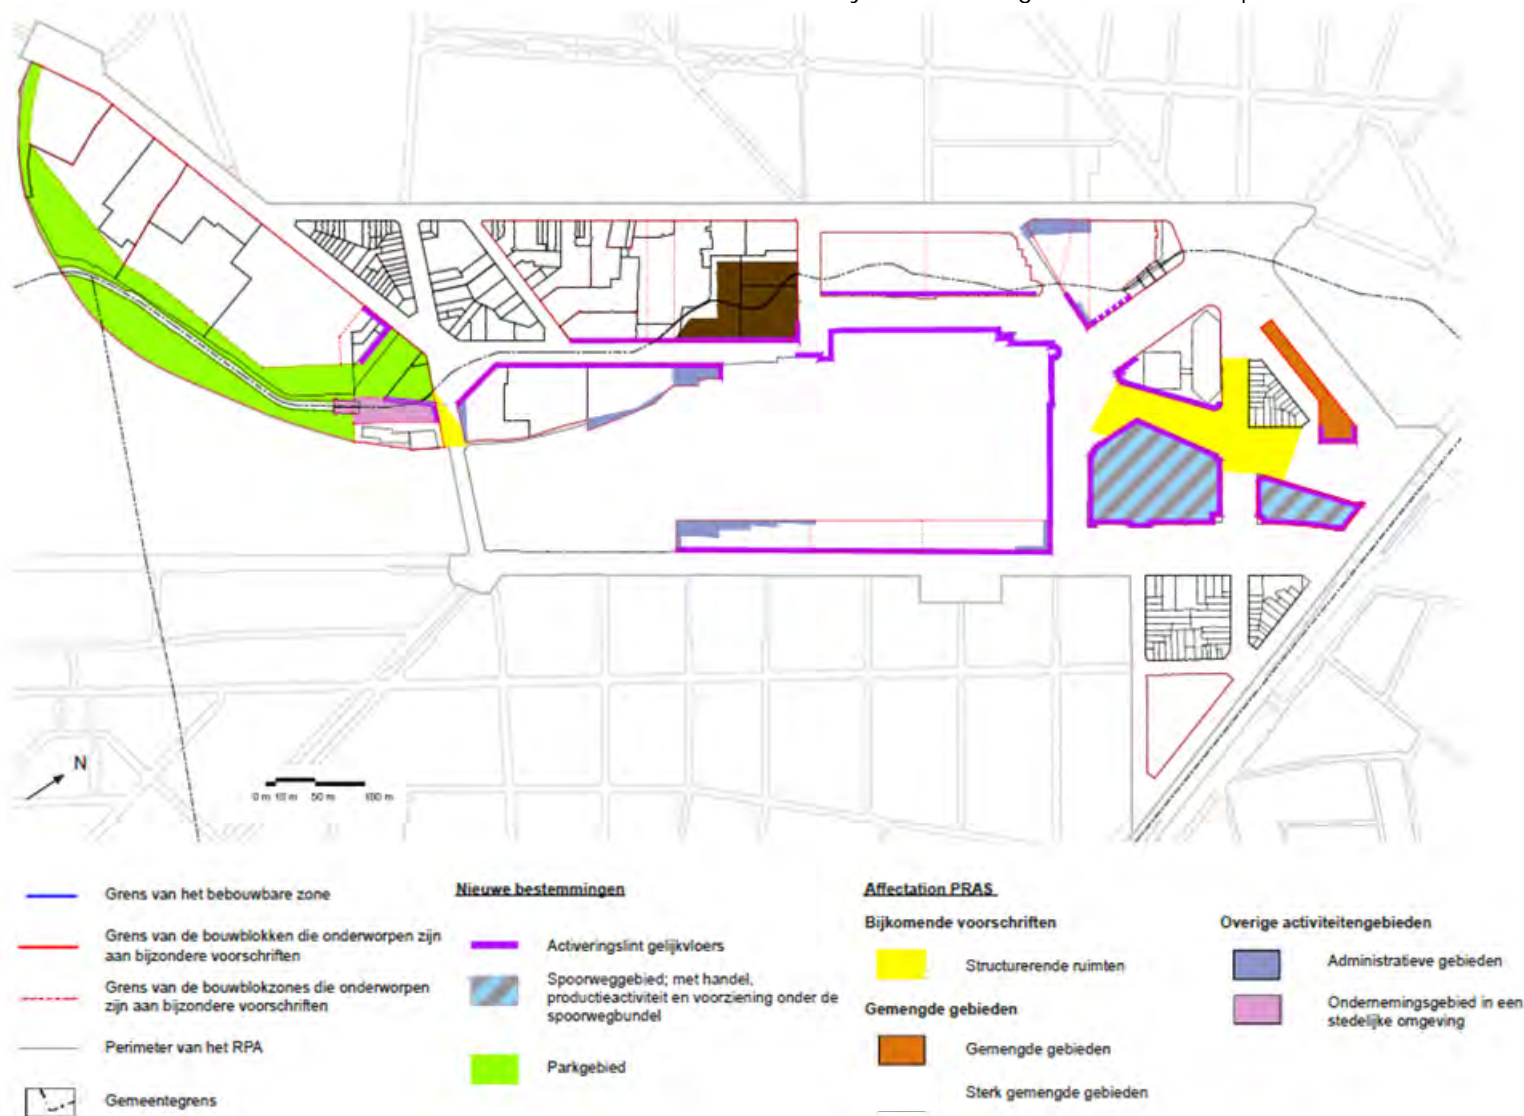 N
0 m 10 m 50 m 100 m
Grens van het bebouwbare zone
Grens van de bouwblokken die onderworpen zijn
aan bijzondere voorschriften
Grens van de bouwblokzones die onderworpen
zijn aan bijzondere voorschriften
Perimeter van het RPA
Gemeentegrens
Nieuwe bestemmingen
Activeringslint gelijkvloers
Spoorweggebied; met handel,
productieactiviteit en voorziening onder de
spoorwegbundel
Parkgebied
Affectation PRAS
Bijkomende voorschriften
Structurerende ruimten
Gemengde gebieden
Gemengde gebieden
Sterk gemengde gebieden
Overige activiteitengebieden
Administratieve gebieden
Ondernemingsgebied in een
stedelijke omgeving